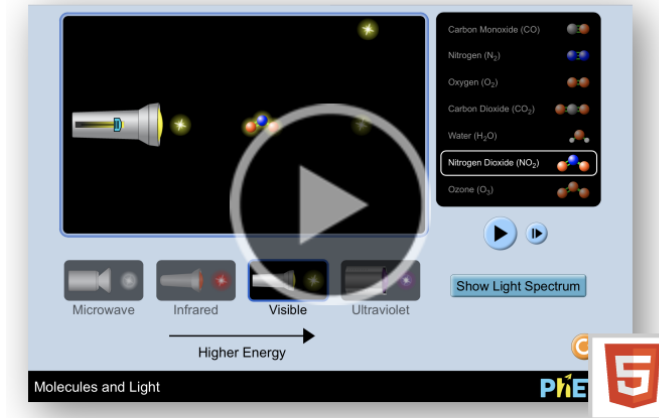 Carbon Monoxide (CO)
Nitrogen (N₂)
Oxygen (O₂)
Carbon Dioxide (CO₂)
Water (H₂O)
Nitrogen Dioxide (NO₂)
Ozone (O₃)
Microwave
Infrared
Visible
Ultraviolet
Show Light Spectrum
Higher Energy
Molecules and Light
PhE
5